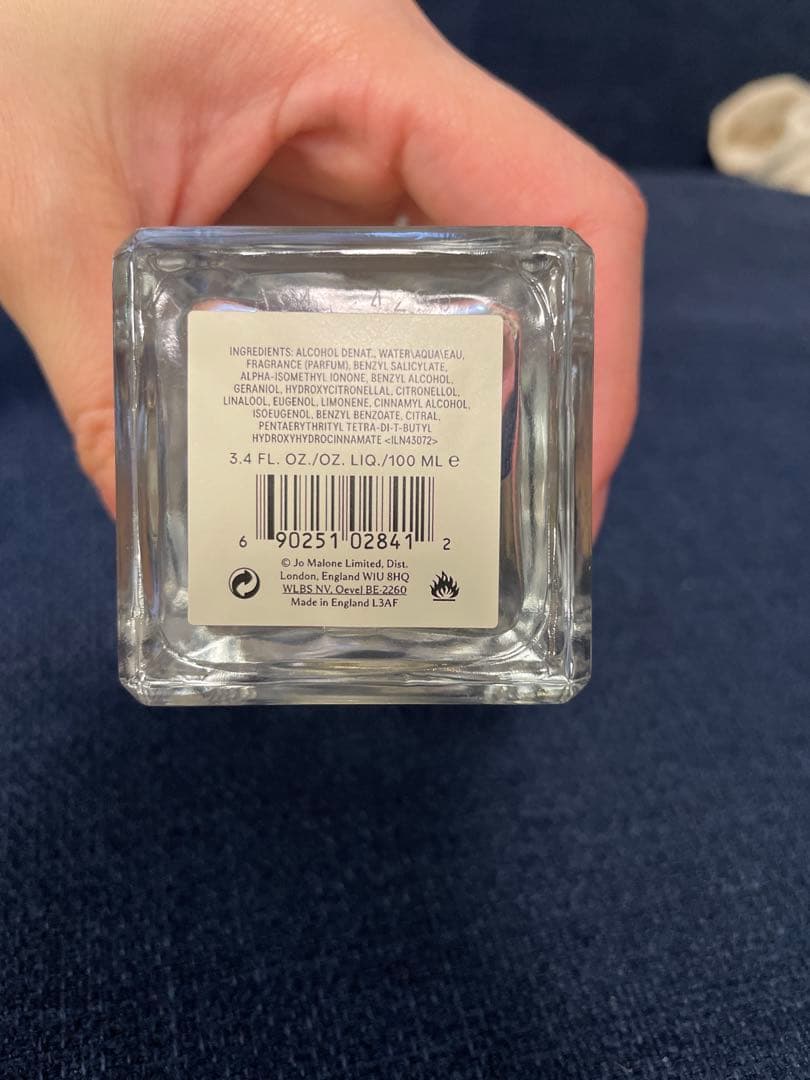 INGREDIENTS: ALCOHOL DENAT., WATER\AQUA\EAU,
FRAGRANCE (PARFUM), BENZYL SALICYLATE,
ALPHA-ISOMETHYL IONONE, BENZYL ALCOHOL,
GERANIOL, HYDROXYCITRONELLAL, CITRONELLOL,
LINALOOL, EUGENOL, LIMONENE, CINNAMYL ALCOHOL,
ISOEUGENOL, BENZYL BENZOATE, CITRAL,
PENTAERYTHRITYL TETRA-DI-T-BUTYL
HYDROXYHYDROCINNAMATE <ILN43072>
3.4 FL. OZ./OZ. LIQ./100 ML ℮
6 90251 02841 2
© Jo Malone Limited, Dist.
London, England W1U 8HQ
WLBS NV, Oevel BE-2260
Made in England L3AF